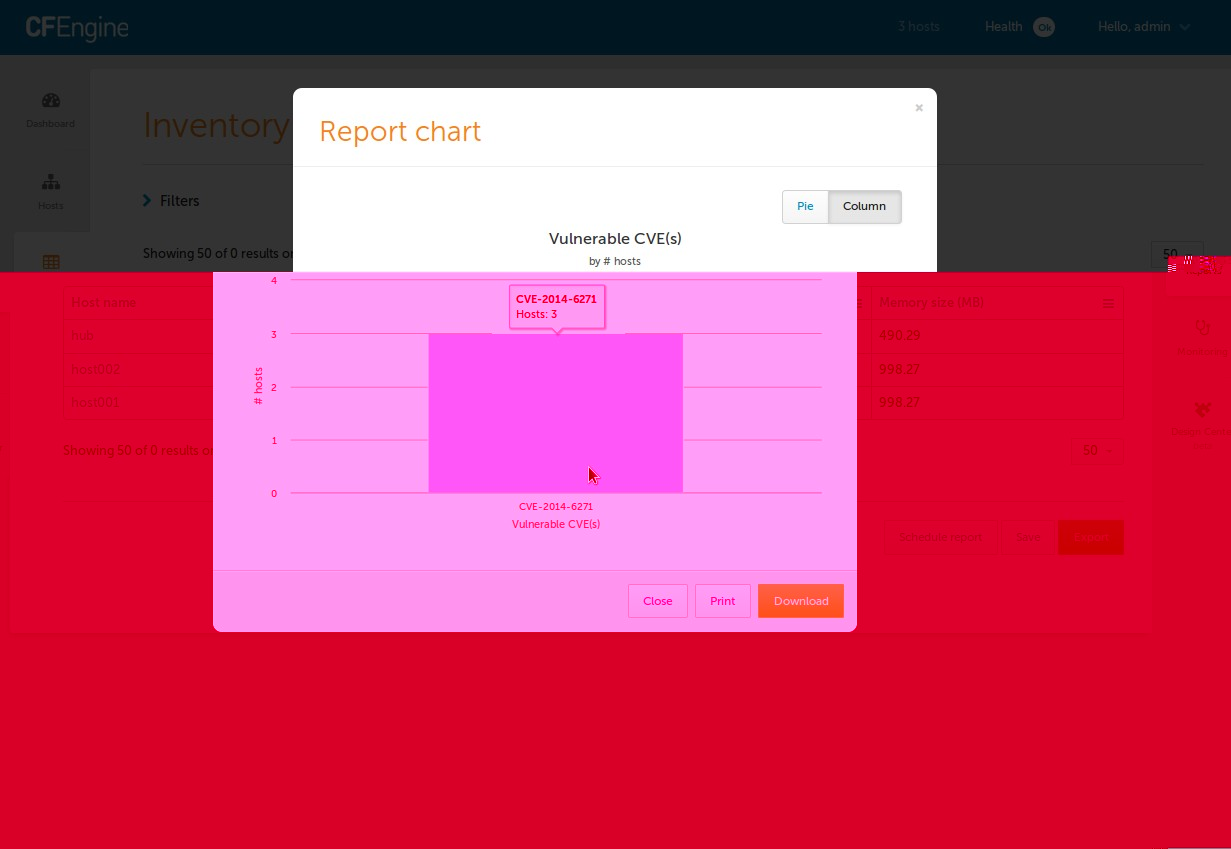 CFEngine
3 hosts
Health
Ok
Hello, admin
Dashboard
Inventory
Report chart
×
Hosts
Filters
Pie
Column
Showing 50 of 0 results on
Vulnerable CVE(s)
50
by # hosts
4
CVE-2014-6271
Hosts: 3
Host name
Memory size (MB)
hub
3
490.29
host002
# hosts
2
998.27
host001
998.27
1
Showing 50 of 0 results on
50
0
CVE-2014-6271
Vulnerable CVE(s)
Schedule report
Save
Export
Close
Print
Download